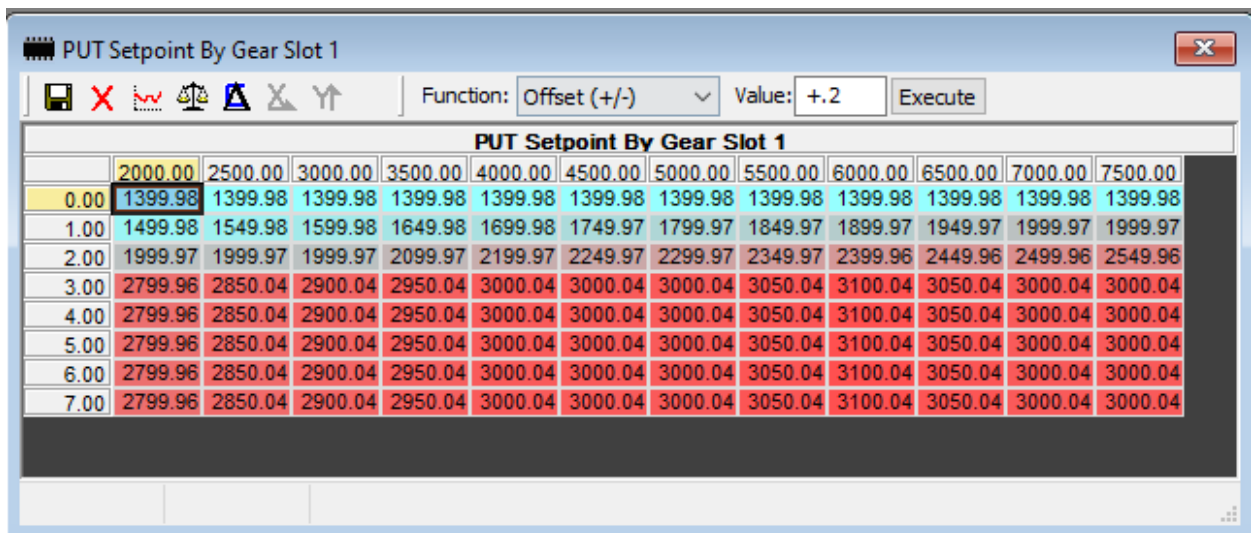 PUT Setpoint By Gear Slot 1
Function: Offset (+/-) Value: +.2 Execute
PUT Setpoint By Gear Slot 1
2000.00 2500.00 3000.00 3500.00 4000.00 4500.00 5000.00 5500.00 6000.00 6500.00 7000.00 7500.00
0.00 1399.98 1399.98 1399.98 1399.98 1399.98 1399.98 1399.98 1399.98 1399.98 1399.98 1399.98 1399.98
1.00 1499.98 1549.98 1599.98 1649.98 1699.98 1749.97 1799.97 1849.97 1899.97 1949.97 1999.97 1999.97
2.00 1999.97 1999.97 1999.97 2099.97 2199.97 2249.97 2299.97 2349.97 2399.96 2449.96 2499.96 2549.96
3.00 2799.96 2850.04 2900.04 2950.04 3000.04 3000.04 3000.04 3050.04 3100.04 3050.04 3000.04 3000.04
4.00 2799.96 2850.04 2900.04 2950.04 3000.04 3000.04 3000.04 3050.04 3100.04 3050.04 3000.04 3000.04
5.00 2799.96 2850.04 2900.04 2950.04 3000.04 3000.04 3000.04 3050.04 3100.04 3050.04 3000.04 3000.04
6.00 2799.96 2850.04 2900.04 2950.04 3000.04 3000.04 3000.04 3050.04 3100.04 3050.04 3000.04 3000.04
7.00 2799.96 2850.04 2900.04 2950.04 3000.04 3000.04 3000.04 3050.04 3100.04 3050.04 3000.04 3000.04